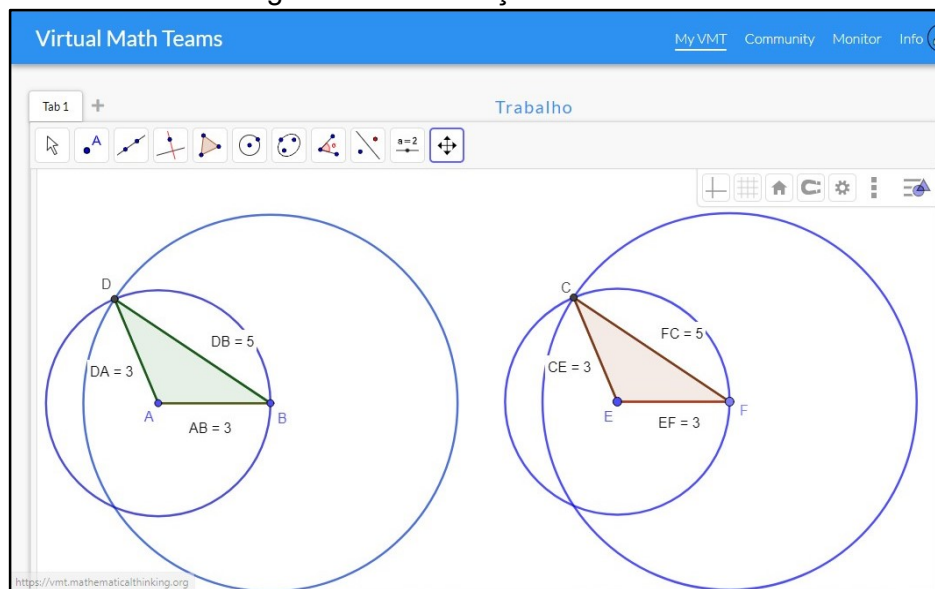 Virtual Math Teams
My VMT Community Monitor Info
Tab 1 +
Trabalho
A
a = 2
D
DB = 5
DA = 3
A
B
AB = 3
C
FC = 5
CE = 3
E
F
EF = 3
https://vmt.mathematicalthinking.org